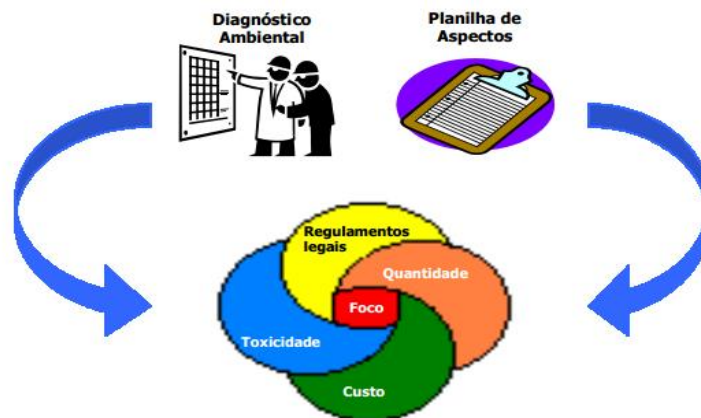 Diagnóstico
Ambiental
Planilha de
Aspectos
Regulamentos
legais
Quantidade
Foco
Toxicidade
Custo